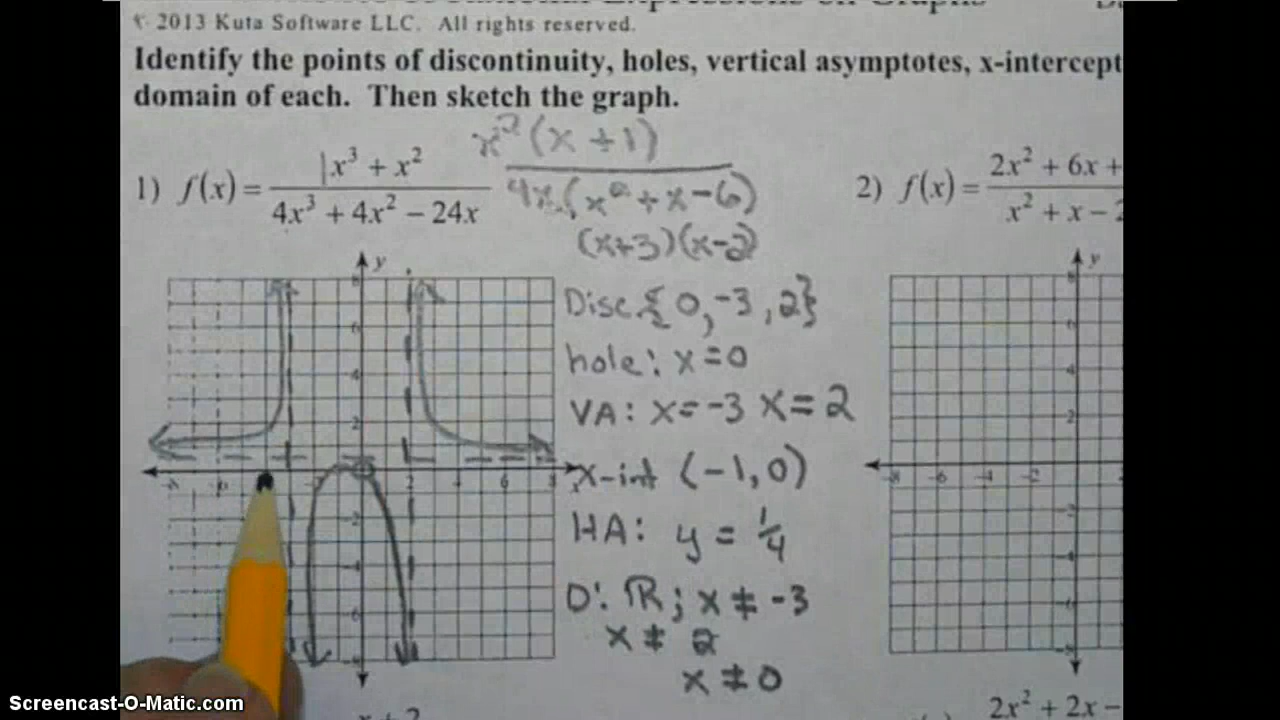 © 2013 Kuta Software LLC. All rights reserved.
Identify the points of discontinuity, holes, vertical asymptotes, x-intercept
domain of each. Then sketch the graph.
1) f(x) = (x³ + x²) / (4x³ + 4x² − 24x)
x²(x + 1)
4x(x² + x − 6)
(x+3)(x−2)
2) f(x) = 2x² + 6x +
x² + x − 2
y
y
Disc {0, −3, 2}
hole: x = 0
VA: x = −3 x = 2
x-int (−1, 0)
HA: y = 1/4
D: ℝ; x ≠ −3
x ≠ 2
x ≠ 0
2x² + 2x −
Screencast-O-Matic.com